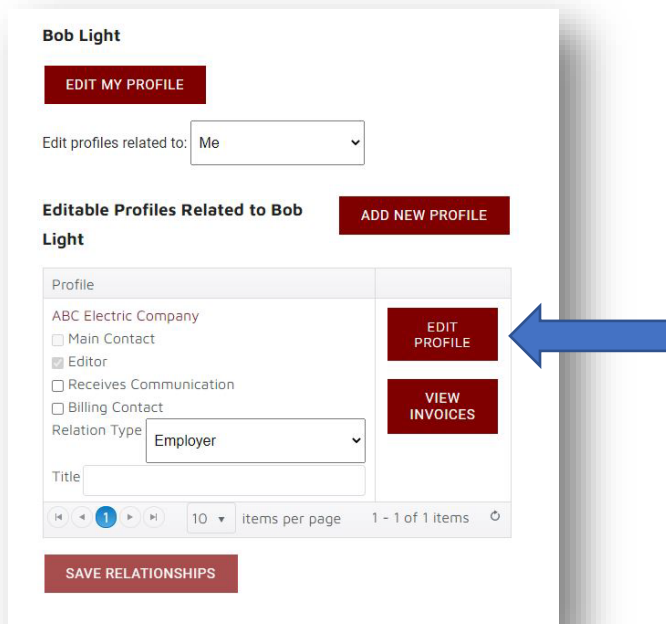 Bob Light
EDIT MY PROFILE
Edit profiles related to: Me
Editable Profiles Related to Bob
Light
ADD NEW PROFILE
Profile
ABC Electric Company
Main Contact
Editor
Receives Communication
Billing Contact
Relation Type Employer
Title
EDIT
PROFILE
VIEW
INVOICES
1 10 items per page 1 - 1 of 1 items
SAVE RELATIONSHIPS